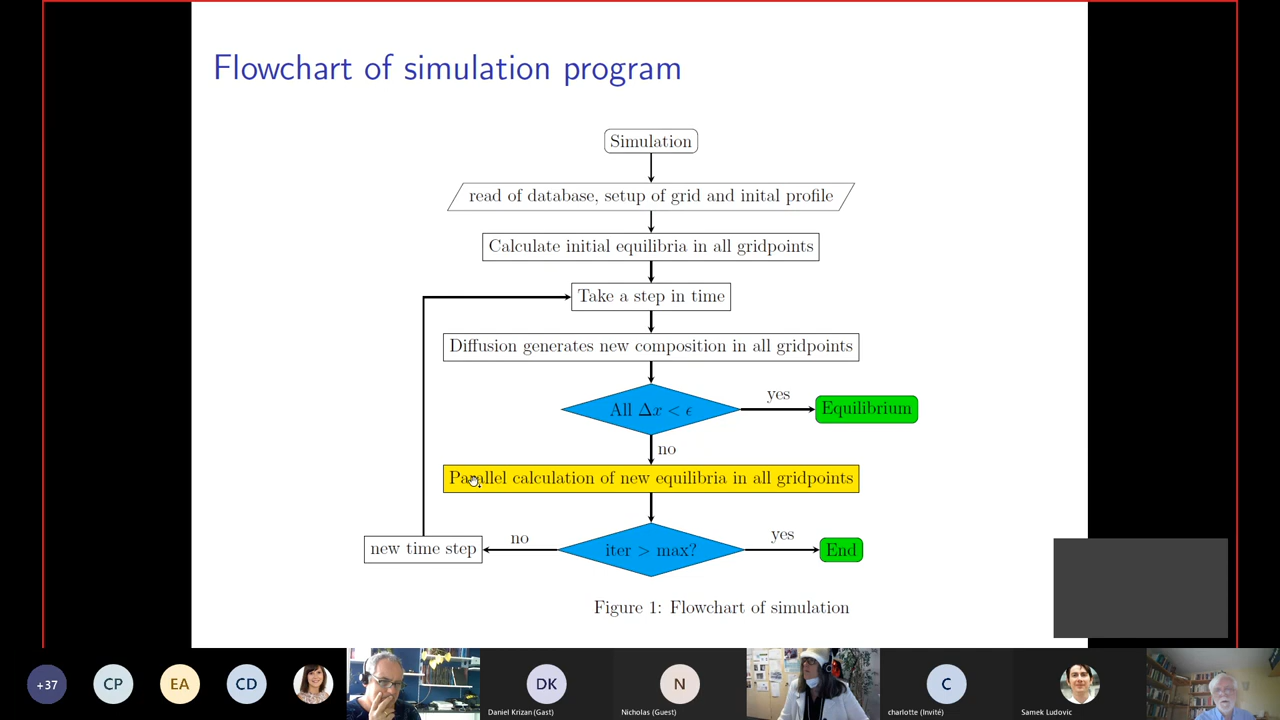 Flowchart of simulation program
Simulation
read of database, setup of grid and inital profile
Calculate initial equilibria in all gridpoints
Take a step in time
Diffusion generates new composition in all gridpoints
yes
All Δx < ϵ
Equilibrium
no
Parallel calculation of new equilibria in all gridpoints
no
yes
new time step
iter > max?
End
Figure 1: Flowchart of simulation
+37
CP
EA
CD
DK
Daniel Krizan (Gast)
N
Nicholas (Guest)
C
charlotte (Invité)
Samek Ludovic